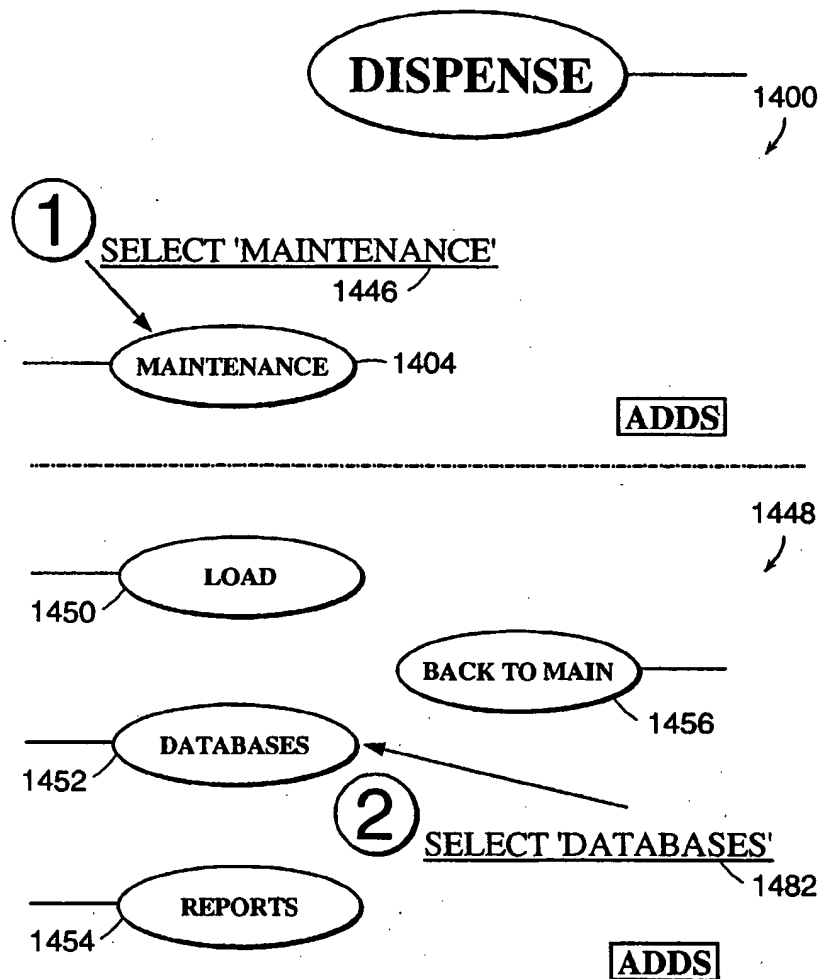 DISPENSE
1400
1
SELECT 'MAINTENANCE'
1446
MAINTENANCE
1404
ADDS
1448
LOAD
1450
BACK TO MAIN
1456
DATABASES
1452
2
SELECT 'DATABASES'
1482
REPORTS
1454
ADDS